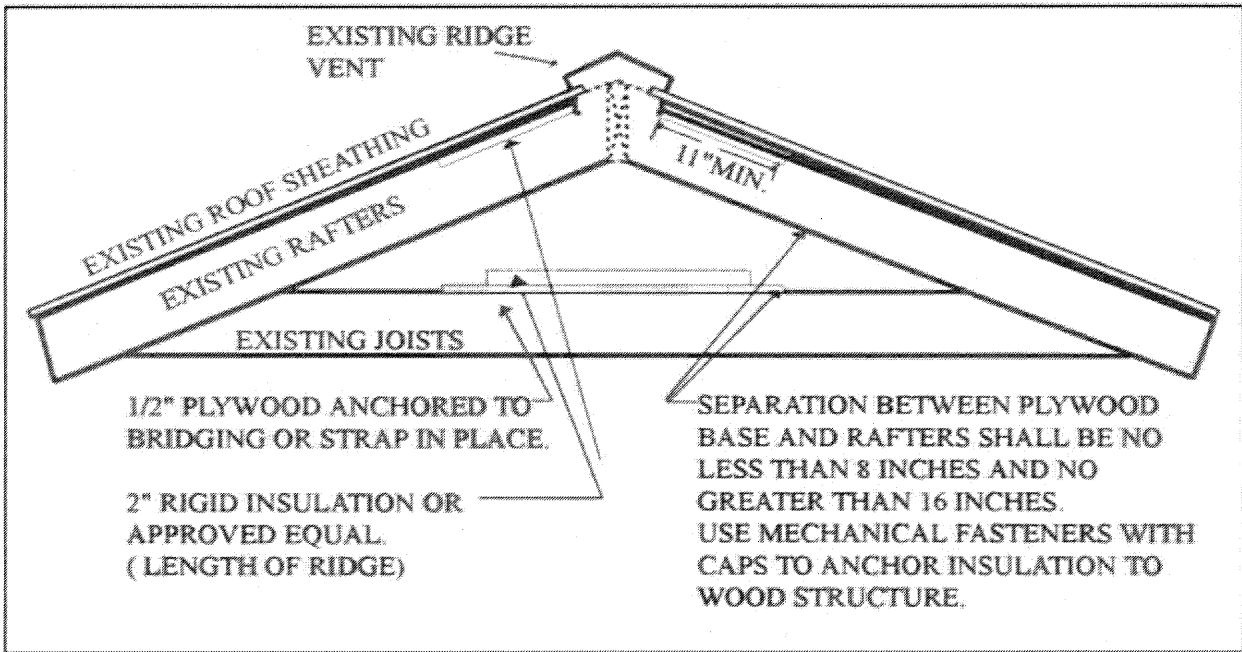 EXISTING RIDGE
VENT
EXISTING ROOF SHEATHING
EXISTING RAFTERS
11"MIN.
EXISTING JOISTS
1/2" PLYWOOD ANCHORED TO
BRIDGING OR STRAP IN PLACE.
2" RIGID INSULATION OR
APPROVED EQUAL.
( LENGTH OF RIDGE)
SEPARATION BETWEEN PLYWOOD
BASE AND RAFTERS SHALL BE NO
LESS THAN 8 INCHES AND NO
GREATER THAN 16 INCHES.
USE MECHANICAL FASTENERS WITH
CAPS TO ANCHOR INSULATION TO
WOOD STRUCTURE.